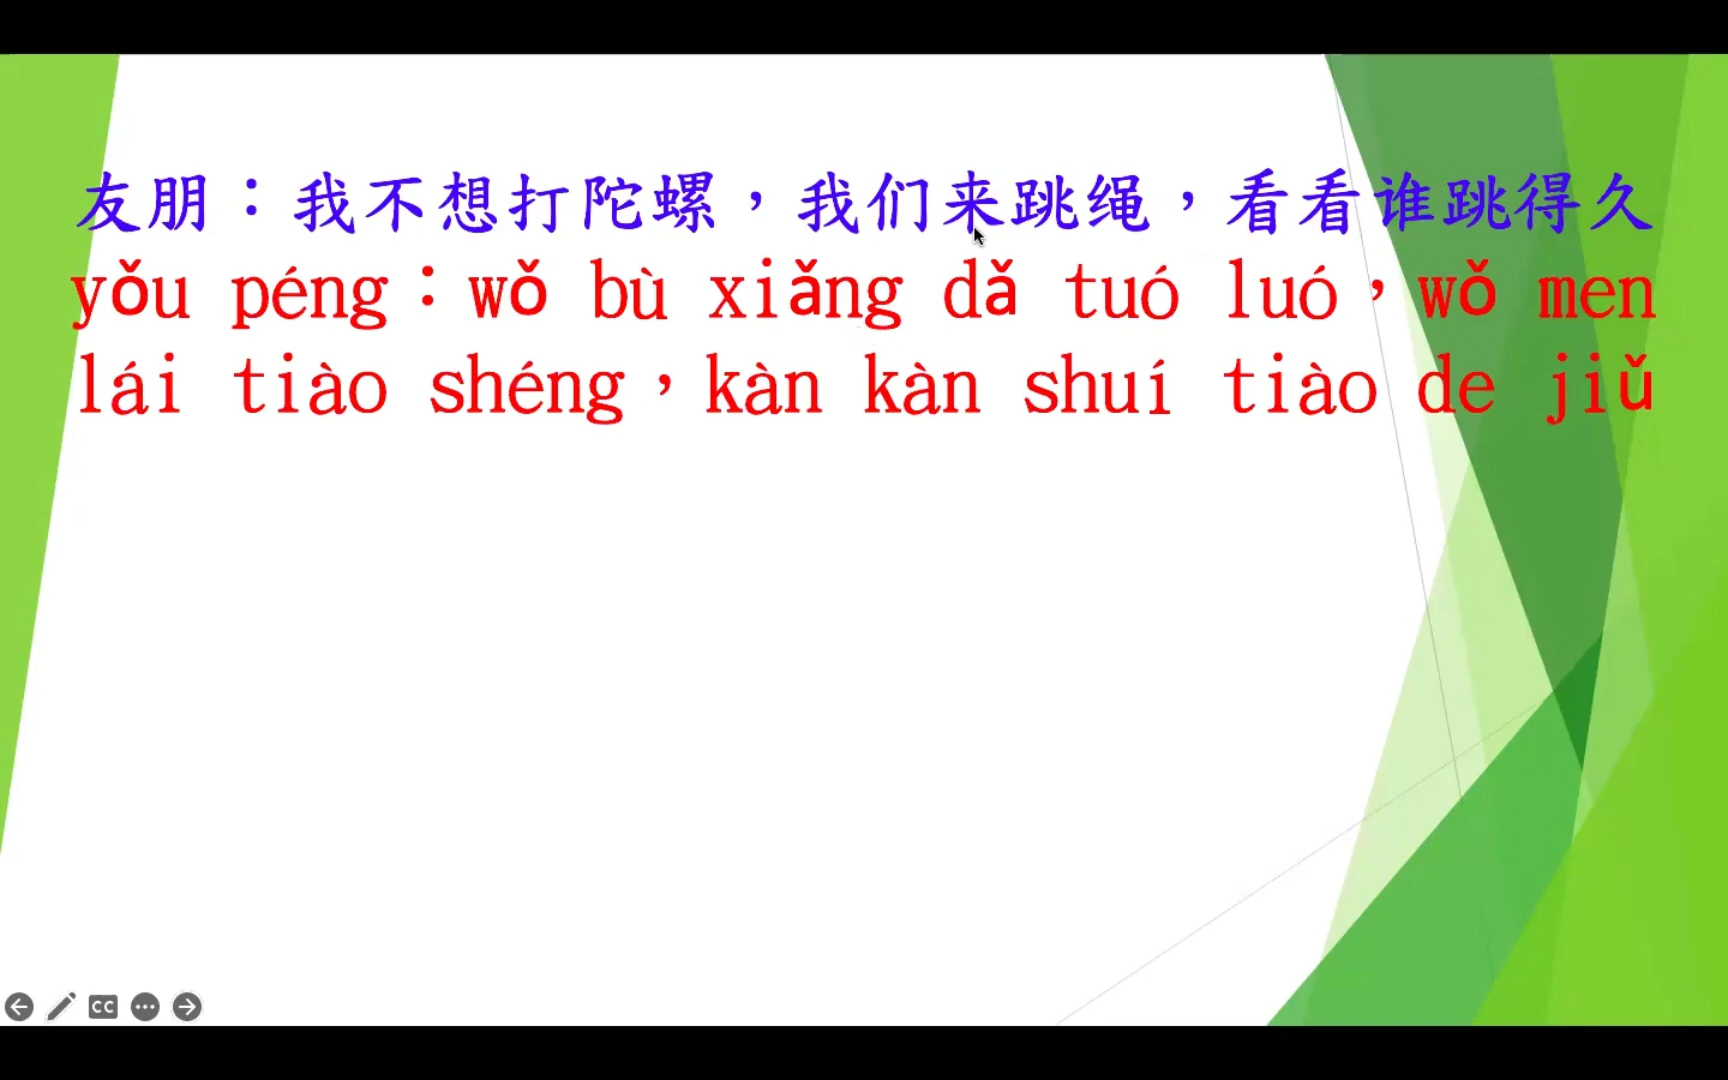 友朋：我不想打陀螺，我们来跳绳，看看谁跳得久
yǒu péng：wǒ bù xiǎng dǎ tuó luó，wǒ men
lái tiào shéng，kàn kàn shuí tiào de jiǔ
CC